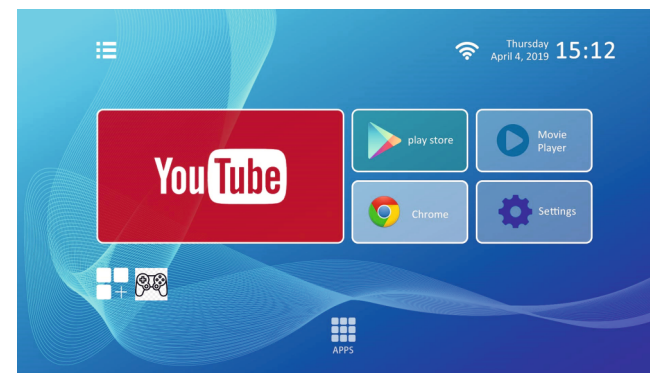 Thursday
April 4, 2019
15:12
YouTube
play store
Movie
Player
Chrome
Settings
APPS